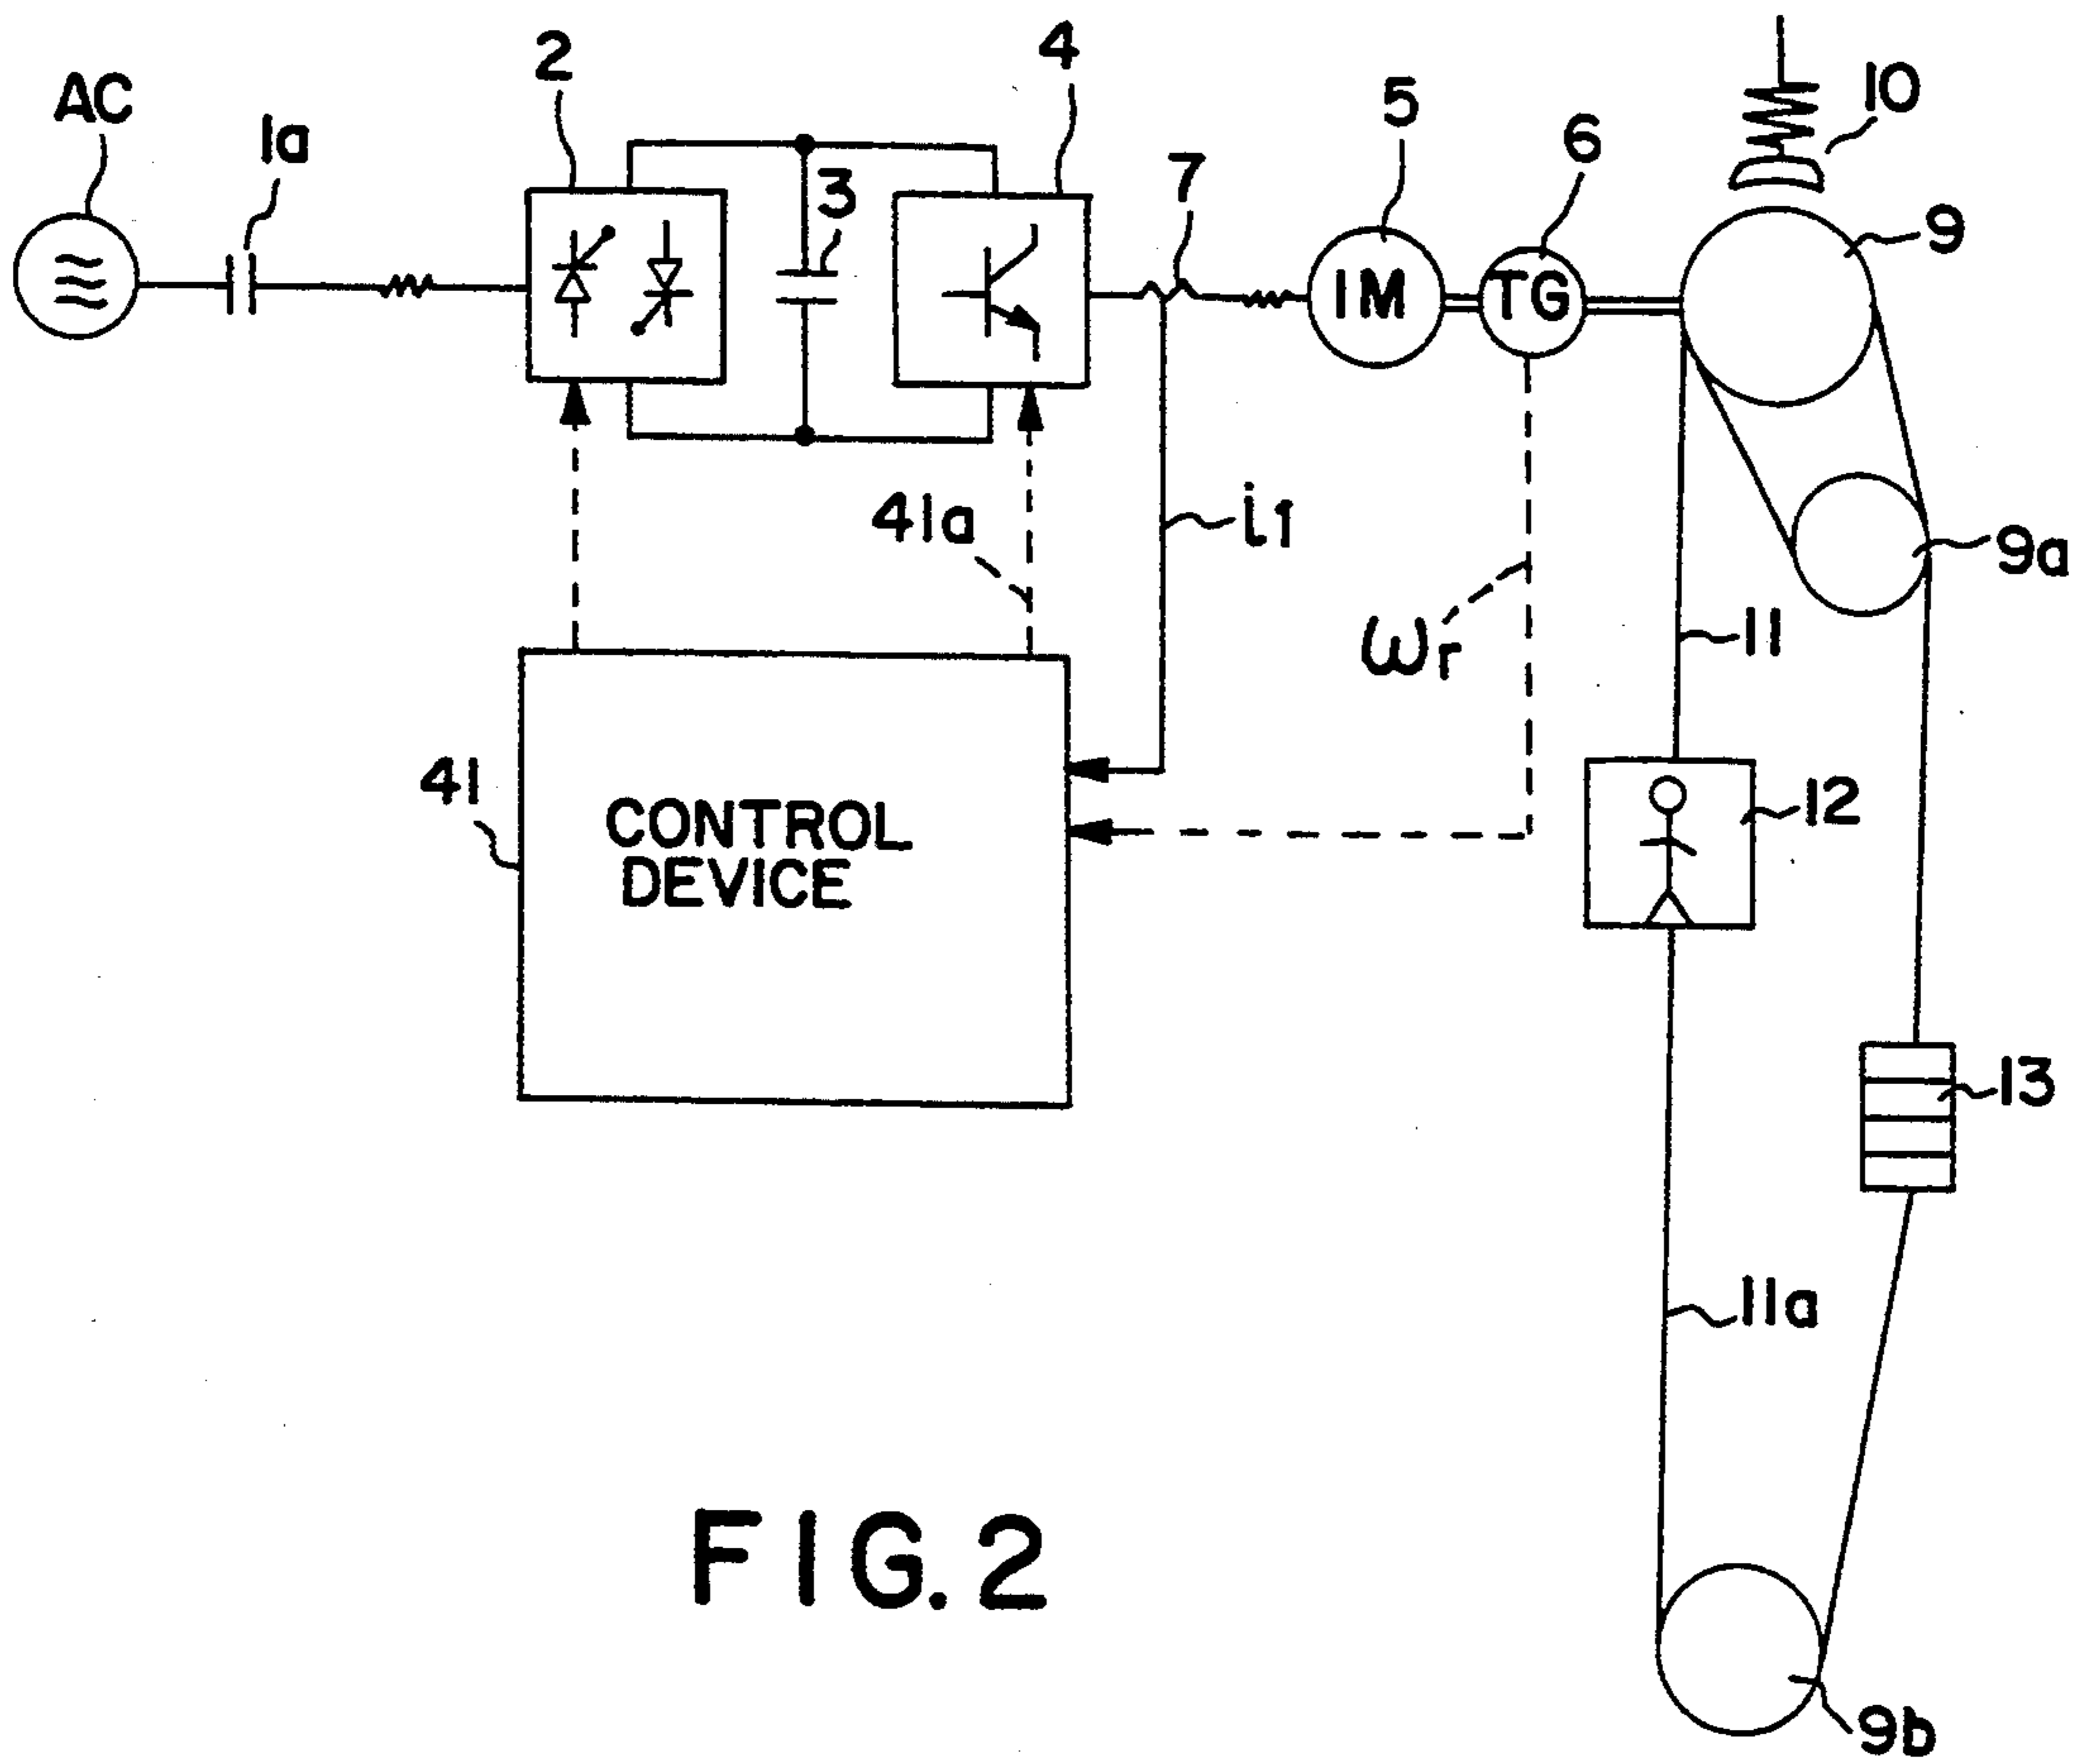 AC
1a
2
3
4
7
5
6
10
9
IM
TG
9a
41a
i1
ωr
11
41
CONTROL
DEVICE
12
13
11a
9b
FIG.2